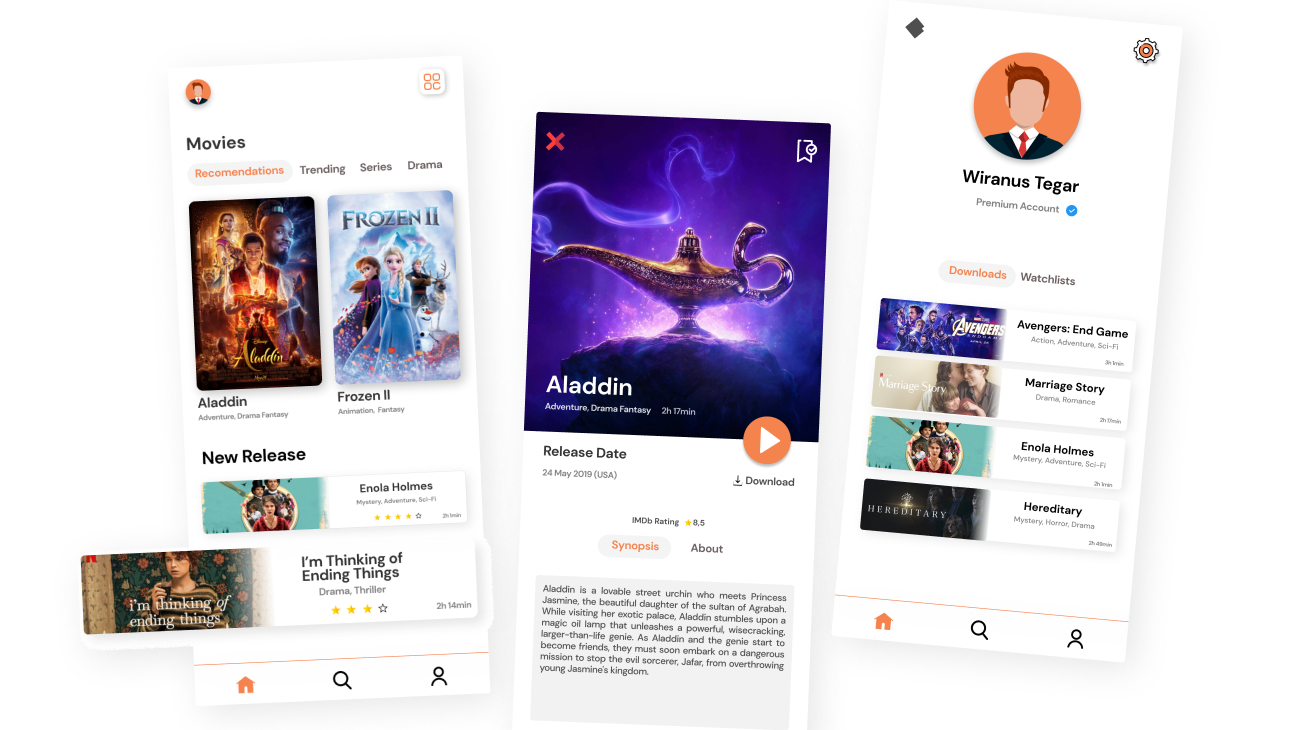 Movies
Recomendations
Trending
Series
Drama
Disney
Aladdin
May 24
FROZEN II
Aladdin
Adventure, Drama Fantasy
Frozen II
Animation, Fantasy
New Release
Enola Holmes
Mystery, Adventure, Sci-Fi
2h 1min
i'm thinking of
ending things
I'm Thinking of
Ending Things
Drama, Thriller
2h 14min
Aladdin
Adventure, Drama Fantasy 2h 17min
Release Date
24 May 2019 (USA)
Download
IMDb Rating 8,5
Synopsis
About
Aladdin is a lovable street urchin who meets Princess
Jasmine, the beautiful daughter of the sultan of Agrabah.
While visiting her exotic palace, Aladdin stumbles upon a
magic oil lamp that unleashes a powerful, wisecracking,
larger-than-life genie. As Aladdin and the genie start to
become friends, they must soon embark on a dangerous
mission to stop the evil sorcerer, Jafar, from overthrowing
young Jasmine's kingdom.
Wiranus Tegar
Premium Account
Downloads
Watchlists
AVENGERS
ENDGAME
Avengers: End Game
Action, Adventure, Sci-Fi
3h 1min
Marriage Story
Marriage Story
Drama, Romance
2h 17min
Enola Holmes
Mystery, Adventure, Sci-Fi
2h 1min
HEREDITARY
Hereditary
Mystery, Horror, Drama
2h 49min